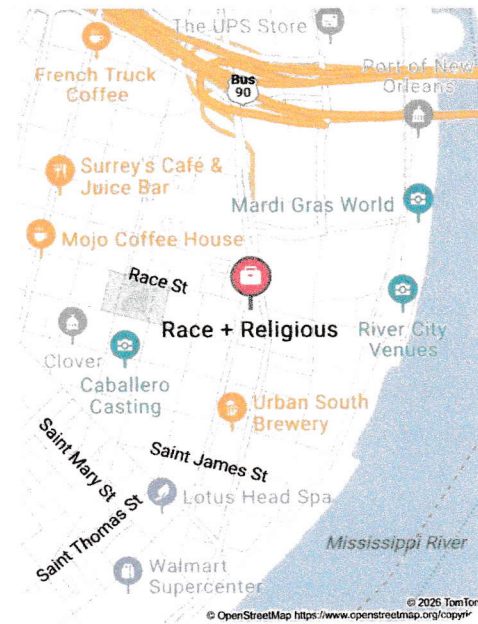 The UPS Store
French Truck
Coffee
Bus
90
Port of New
Orleans
Surrey's Café &
Juice Bar
Mardi Gras World
Mojo Coffee House
Race St
Race + Religious
River City
Venues
Clover
Caballero
Casting
Urban South
Brewery
Saint Mary St
Saint James St
Lotus Head Spa
Saint Thomas St
Mississippi River
Walmart
Supercenter
© 2026 TomTom
© OpenStreetMap https://www.openstreetmap.org/copyric